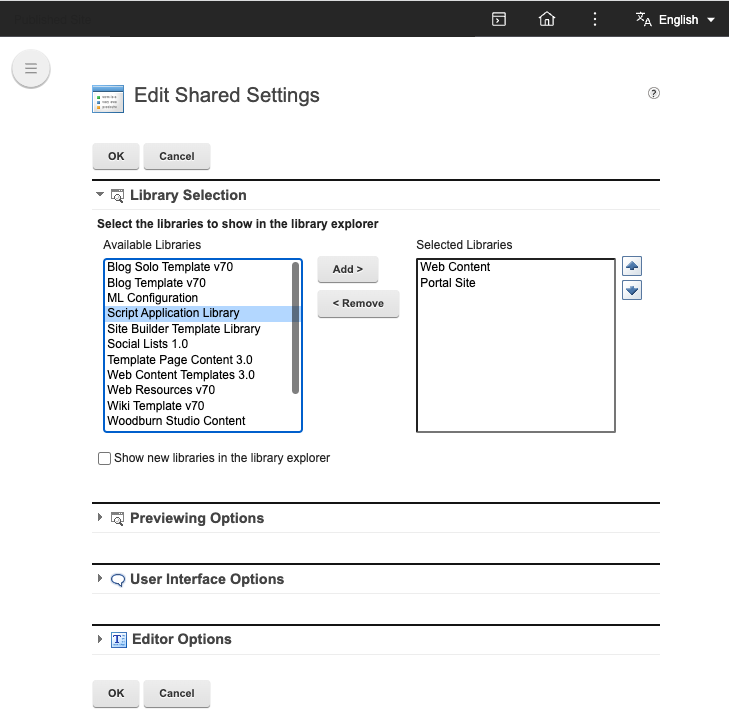 English
Edit Shared Settings
?
OK Cancel
Library Selection
Select the libraries to show in the library explorer
Available Libraries
Blog Solo Template v70
Blog Template v70
ML Configuration
Script Application Library
Site Builder Template Library
Social Lists 1.0
Template Page Content 3.0
Web Content Templates 3.0
Web Resources v70
Wiki Template v70
Woodburn Studio Content
Add >
< Remove
Selected Libraries
Web Content
Portal Site
Show new libraries in the library explorer
Previewing Options
User Interface Options
Editor Options
OK Cancel